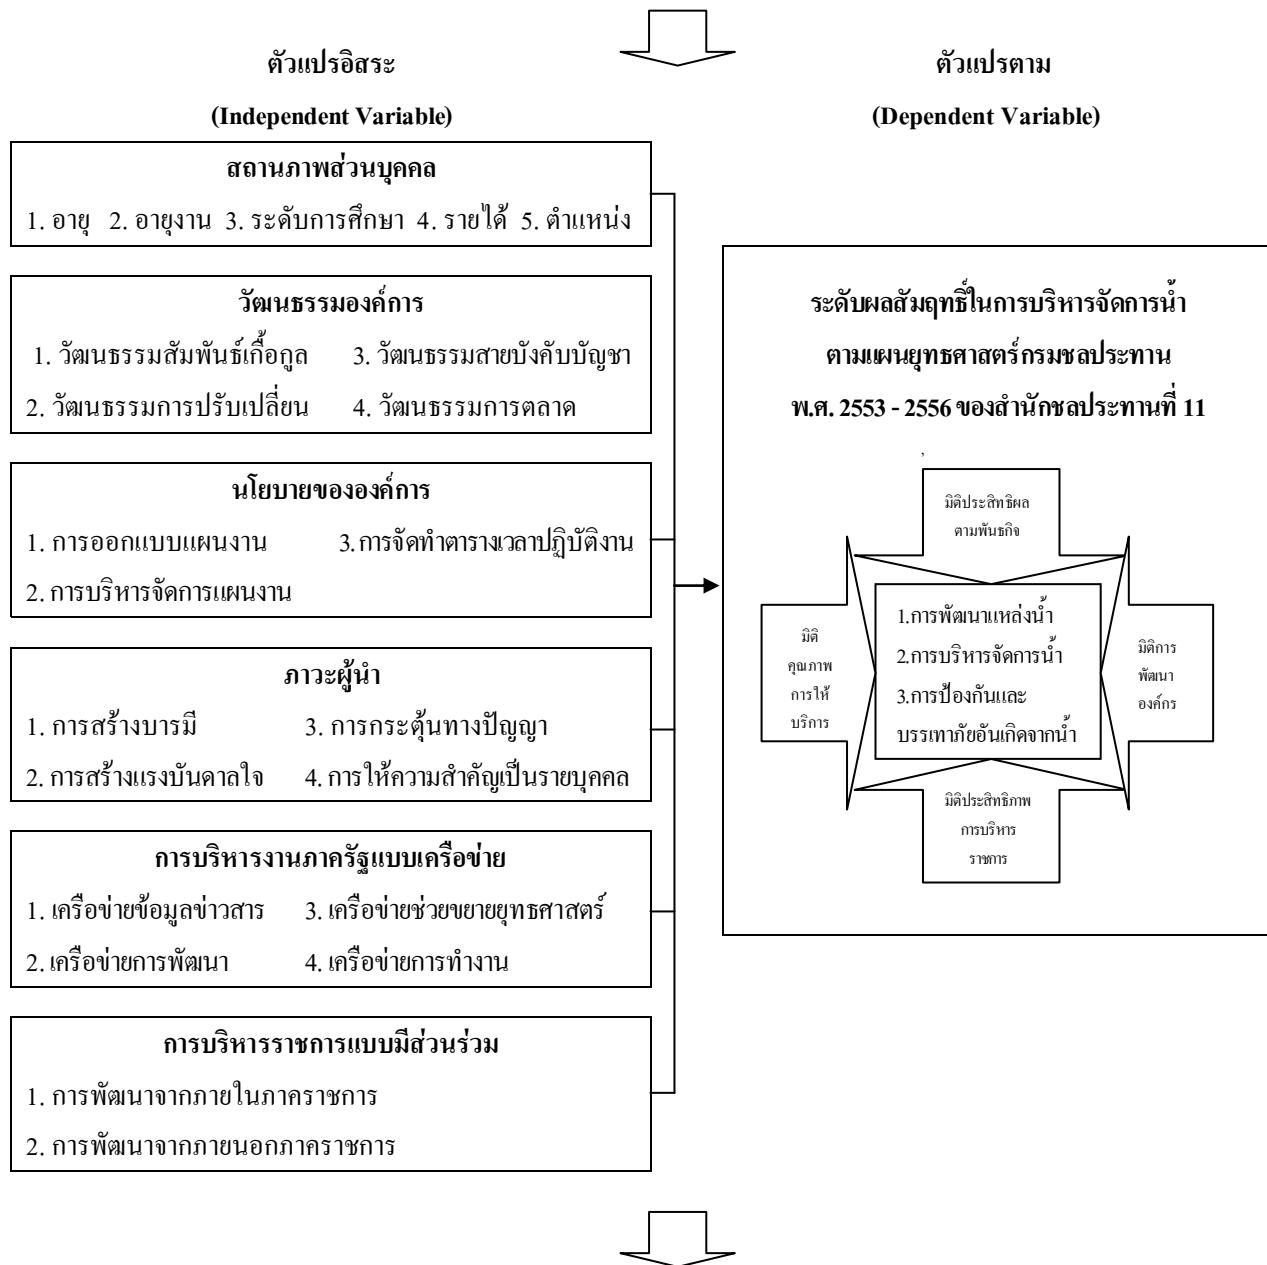 ตัวแปรอิสระ
(Independent Variable)
สถานภาพส่วนบุคคล
1. อายุ 2. อายุงาน 3. ระดับการศึกษา 4. รายได้ 5. ตำแหน่ง
วัฒนธรรมองค์การ
1. วัฒนธรรมสัมพันธ์เกื้อกูล 3. วัฒนธรรมสายบังคับบัญชา
2. วัฒนธรรมการปรับเปลี่ยน 4. วัฒนธรรมการตลาด
นโยบายขององค์การ
1. การออกแบบแผนงาน 3. การจัดทำตารางเวลาปฏิบัติงาน
2. การบริหารจัดการแผนงาน
ภาวะผู้นำ
1. การสร้างบารมี 3. การกระตุ้นทางปัญญา
2. การสร้างแรงบันดาลใจ 4. การให้ความสำคัญเป็นรายบุคคล
การบริหารงานภาครัฐแบบเครือข่าย
1. เครือข่ายข้อมูลข่าวสาร 3. เครือข่ายช่วยขยายยุทธศาสตร์
2. เครือข่ายการพัฒนา 4. เครือข่ายการทำงาน
การบริหารราชการแบบมีส่วนร่วม
1. การพัฒนาจากภายในภาคราชการ
2. การพัฒนาจากภายนอกภาคราชการ
ตัวแปรตาม
(Dependent Variable)
ระดับผลสัมฤทธิ์ในการบริหารจัดการน้ำ
ตามแผนยุทธศาสตร์กรมชลประทาน
พ.ศ. 2553 - 2556 ของสำนักชลประทานที่ 11
,
มิติประสิทธิผล
ตามพันธกิจ
มิติ
คุณภาพ
การให้
บริการ
1.การพัฒนาแหล่งน้ำ
2.การบริหารจัดการน้ำ
3.การป้องกันและ
บรรเทาภัยอันเกิดจากน้ำ
มิติการ
พัฒนา
องค์กร
มิติประสิทธิภาพ
การบริหาร
ราชการ